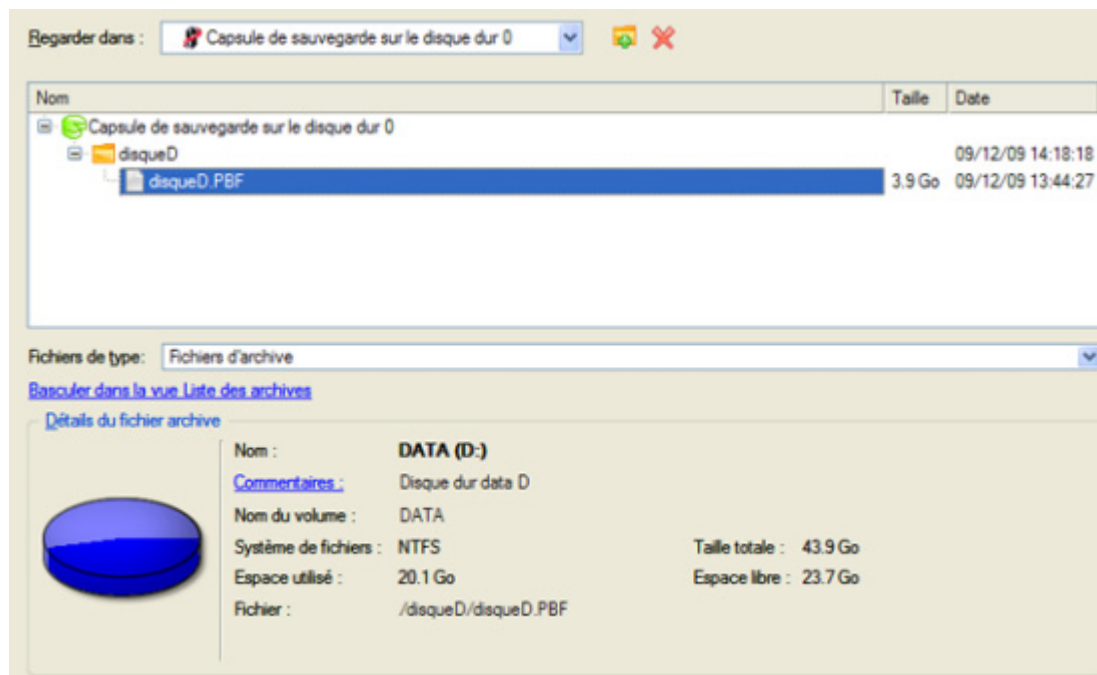 Regarder dans : Capsule de sauvegarde sur le disque dur 0
Nom Taille Date
Capsule de sauvegarde sur le disque dur 0
disqueD 09/12/09 14:18:18
disqueD.PBF 3.9 Go 09/12/09 13:44:27
Fichiers de type: Fichiers d'archive
Basculer dans la vue Liste des archives
Détails du fichier archive
Nom : DATA (D:)
Commentaires : Disque dur data D
Nom du volume : DATA
Système de fichiers : NTFS Taille totale : 43.9 Go
Espace utilisé : 20.1 Go Espace libre : 23.7 Go
Fichier : /disqueD/disqueD.PBF